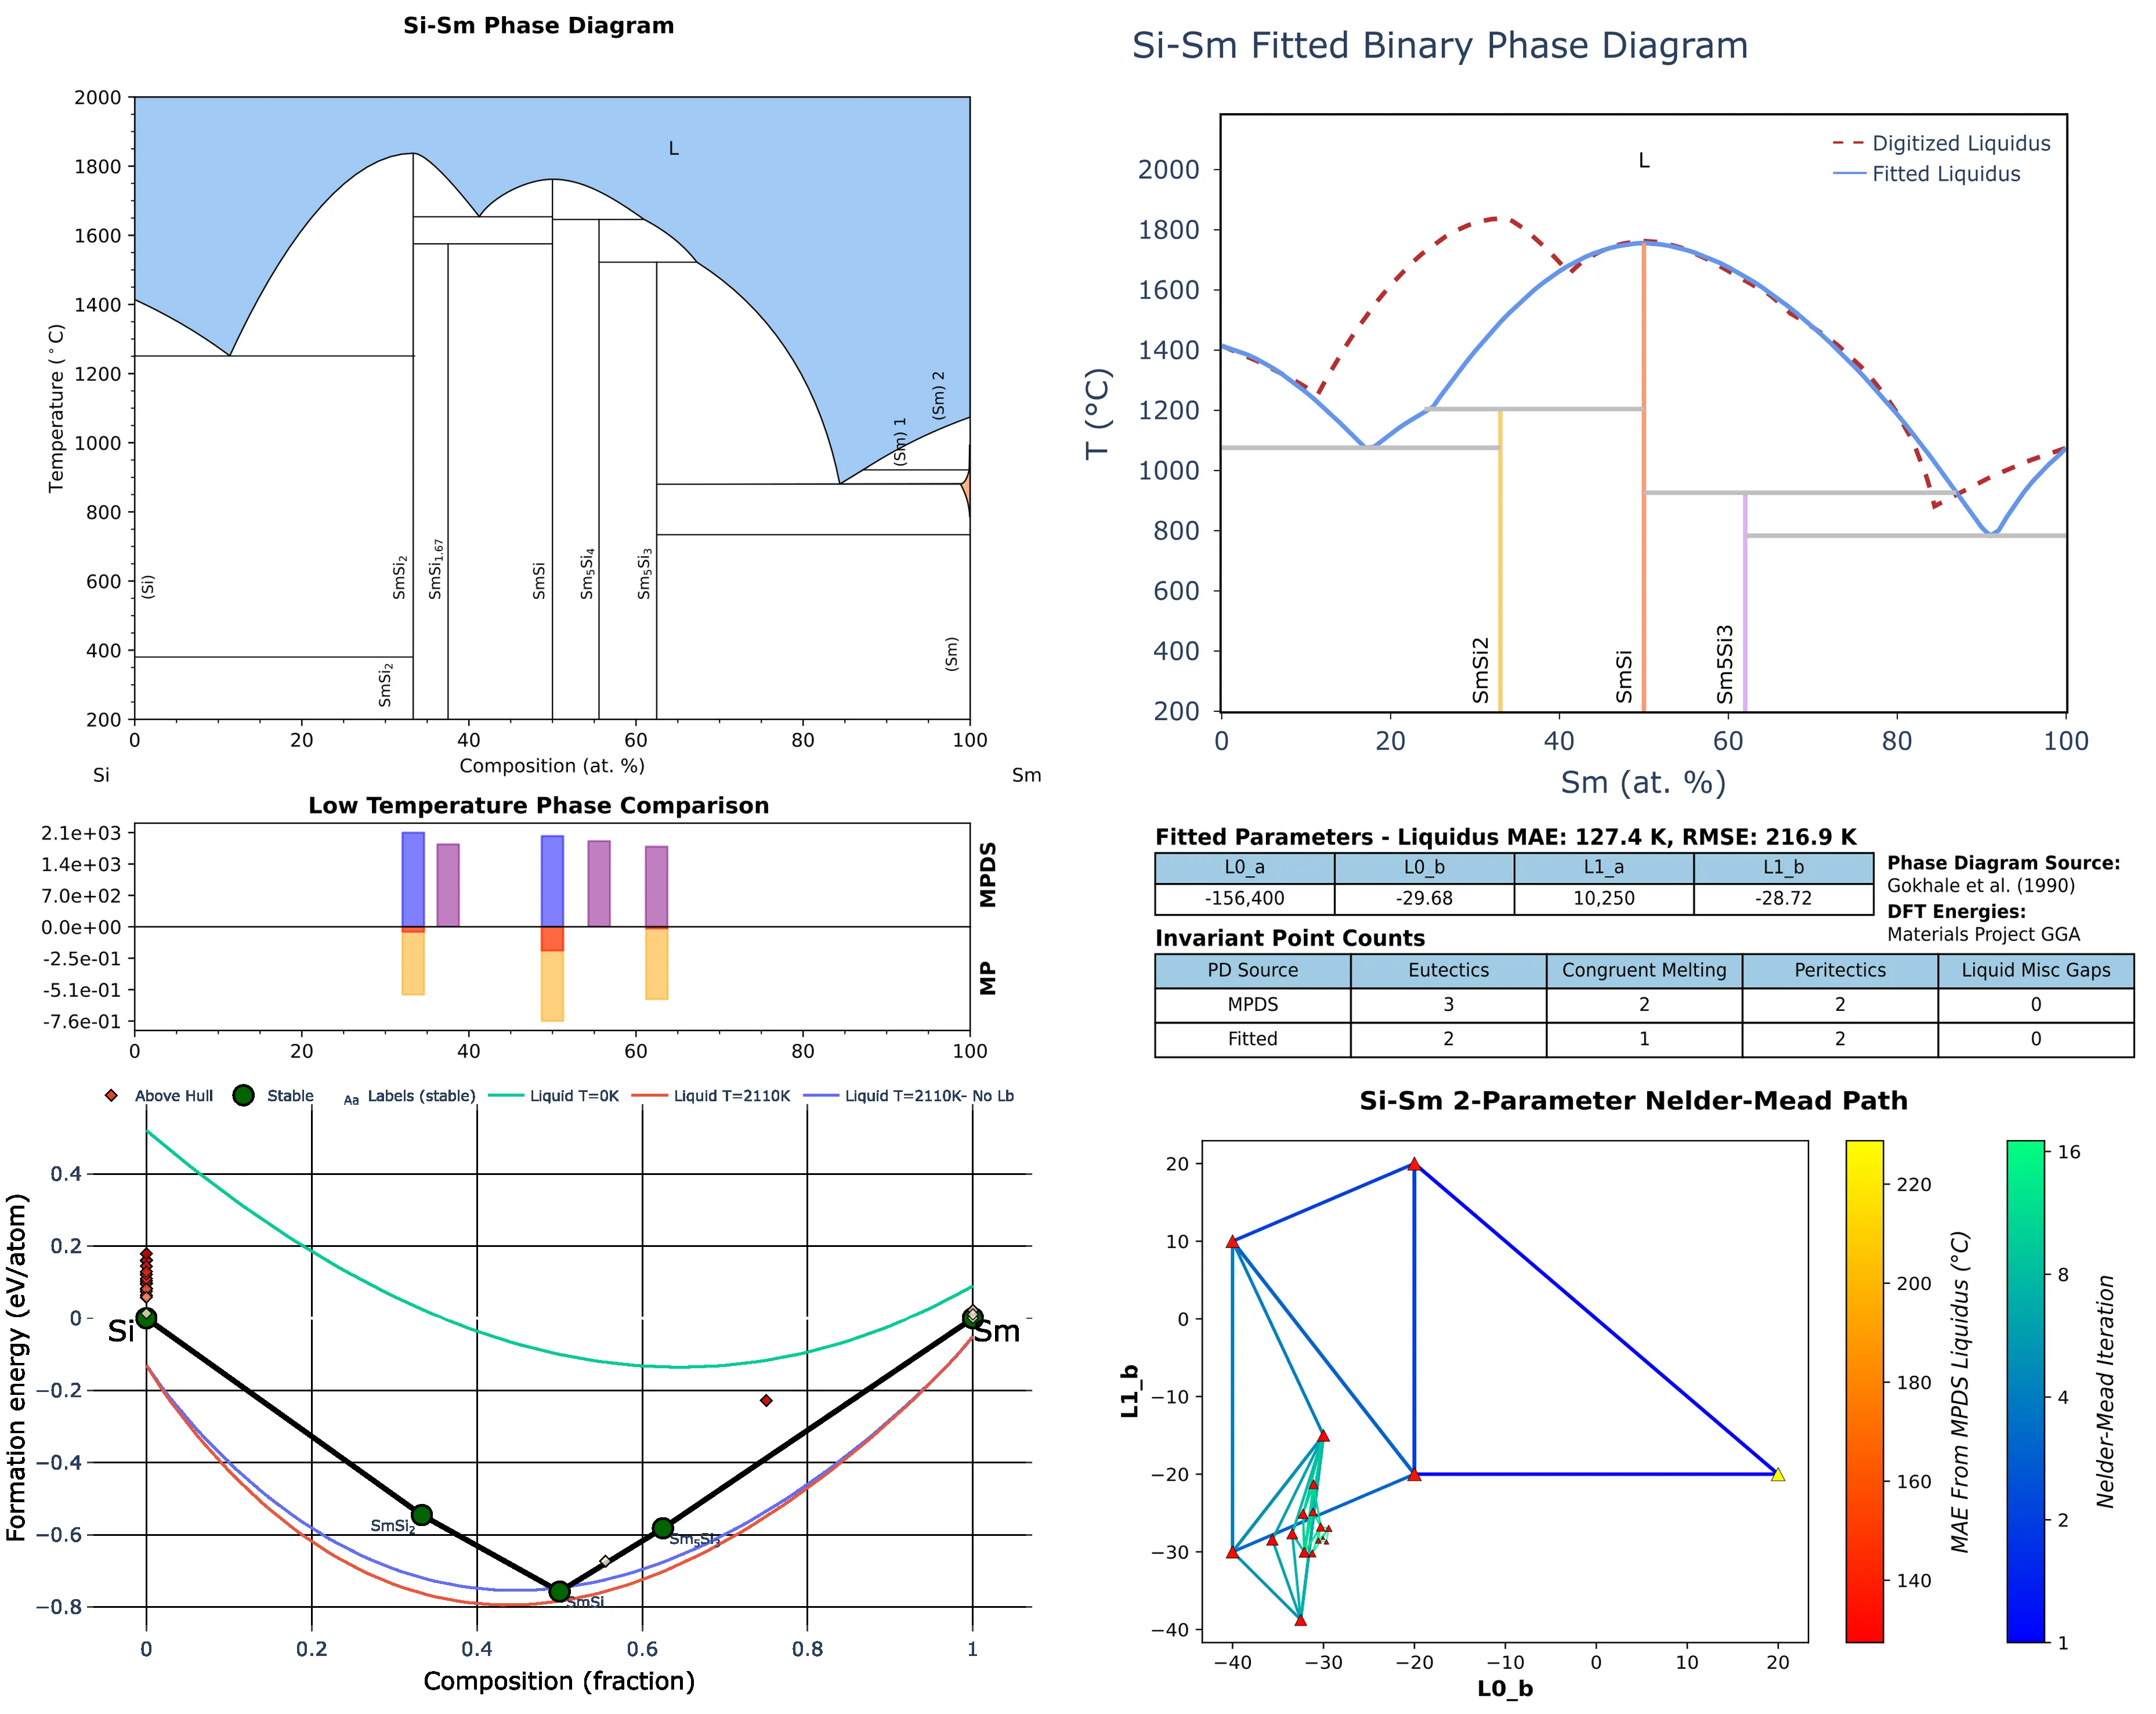 Si-Sm Phase Diagram
2000
1800
1600
1400
1200
1000
800
600
400
200
Temperature (°C)
L
(Sm) 2
(Sm) 1
(Si)
SmSi₂
SmSi₁.₆₇
SmSi
Sm₅Si₄
Sm₅Si₃
SmSi₂
(Sm)
0 20 40 60 80 100
Composition (at. %)
Si Sm
Si-Sm Fitted Binary Phase Diagram
Digitized Liquidus
Fitted Liquidus
L
2000
1800
1600
1400
1200
1000
800
600
400
200
T (°C)
SmSi2
SmSi
Sm5Si3
0 20 40 60 80 100
Sm (at. %)
Low Temperature Phase Comparison
2.1e+03
1.4e+03
7.0e+02
0.0e+00
-2.5e-01
-5.1e-01
-7.6e-01
MPDS
MP
0 20 40 60 80 100
Fitted Parameters - Liquidus MAE: 127.4 K, RMSE: 216.9 K
L0_a L0_b L1_a L1_b
-156,400 -29.68 10,250 -28.72
Phase Diagram Source:
Gokhale et al. (1990)
DFT Energies:
Materials Project GGA
Invariant Point Counts
PD Source Eutectics Congruent Melting Peritectics Liquid Misc Gaps
MPDS 3 2 2 0
Fitted 2 1 2 0
Above Hull Stable Aa Labels (stable) Liquid T=0K Liquid T=2110K Liquid T=2110K- No Lb
0.4
0.2
0
−0.2
−0.4
−0.6
−0.8
Formation energy (eV/atom)
Si
Sm
SmSi₂
Sm₅Si₃
SmSi
0 0.2 0.4 0.6 0.8 1
Composition (fraction)
Si-Sm 2-Parameter Nelder-Mead Path
20
10
0
−10
−20
−30
−40
L1_b
−40 −30 −20 −10 0 10 20
L0_b
220
200
180
160
140
MAE From MPDS Liquidus (°C)
16
8
4
2
1
Nelder-Mead Iteration